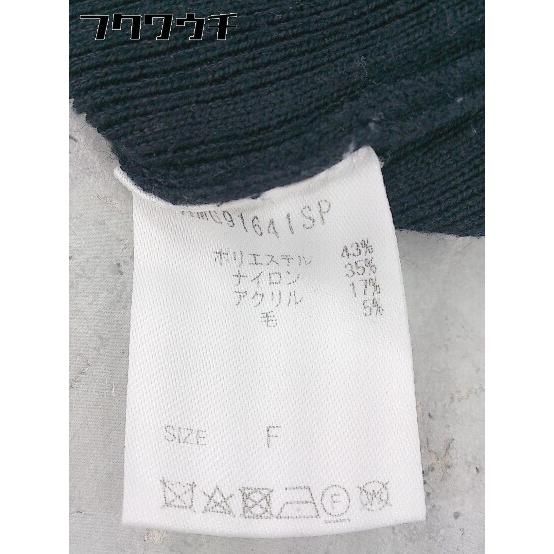 フクワウチ
91641SP
ポリエステル 43%
ナイロン 35%
アクリル 17%
毛 5%
SIZE F